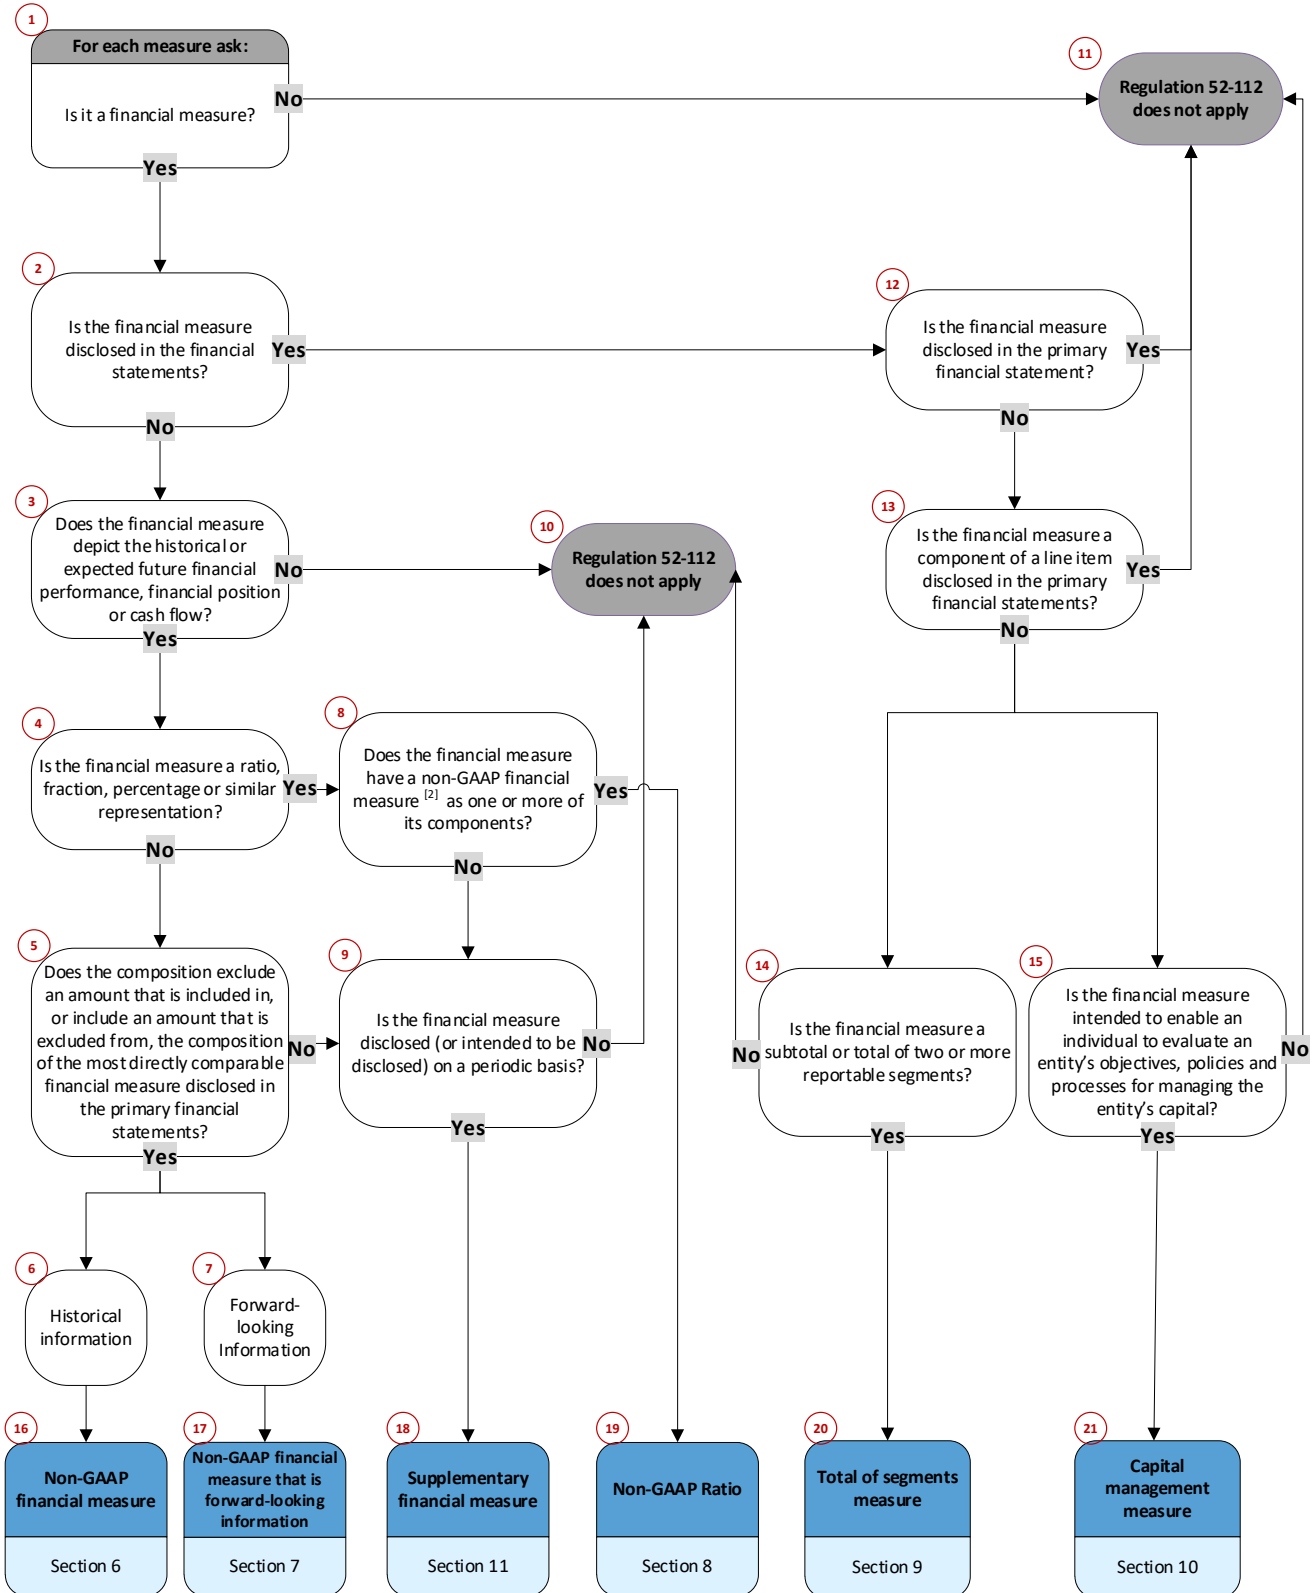 1
For each measure ask:
Is it a financial measure?
No
Yes
11
Regulation 52-112
does not apply
2
Is the financial measure
disclosed in the financial
statements?
Yes
No
12
Is the financial measure
disclosed in the primary
financial statement?
Yes
No
3
Does the financial measure
depict the historical or
expected future financial
performance, financial position
or cash flow?
No
Yes
10
Regulation 52-112
does not apply
13
Is the financial measure a
component of a line item
disclosed in the primary
financial statements?
Yes
No
4
Is the financial measure a ratio,
fraction, percentage or similar
representation?
Yes
No
8
Does the financial measure
have a non-GAAP financial
measure [2] as one or more of
its components?
Yes
No
5
Does the composition exclude
an amount that is included in,
or include an amount that is
excluded from, the composition
of the most directly comparable
financial measure disclosed in
the primary financial
statements?
No
Yes
9
Is the financial measure
disclosed (or intended to be
disclosed) on a periodic basis?
No
Yes
14
Is the financial measure a
subtotal or total of two or more
reportable segments?
No
Yes
15
Is the financial measure
intended to enable an
individual to evaluate an
entity's objectives, policies and
processes for managing the
entity's capital?
No
Yes
6
Historical
information
7
Forward-
looking
Information
16
Non-GAAP
financial measure
Section 6
17
Non-GAAP financial
measure that is
forward-looking
information
Section 7
18
Supplementary
financial measure
Section 11
19
Non-GAAP Ratio
Section 8
20
Total of segments
measure
Section 9
21
Capital
management
measure
Section 10